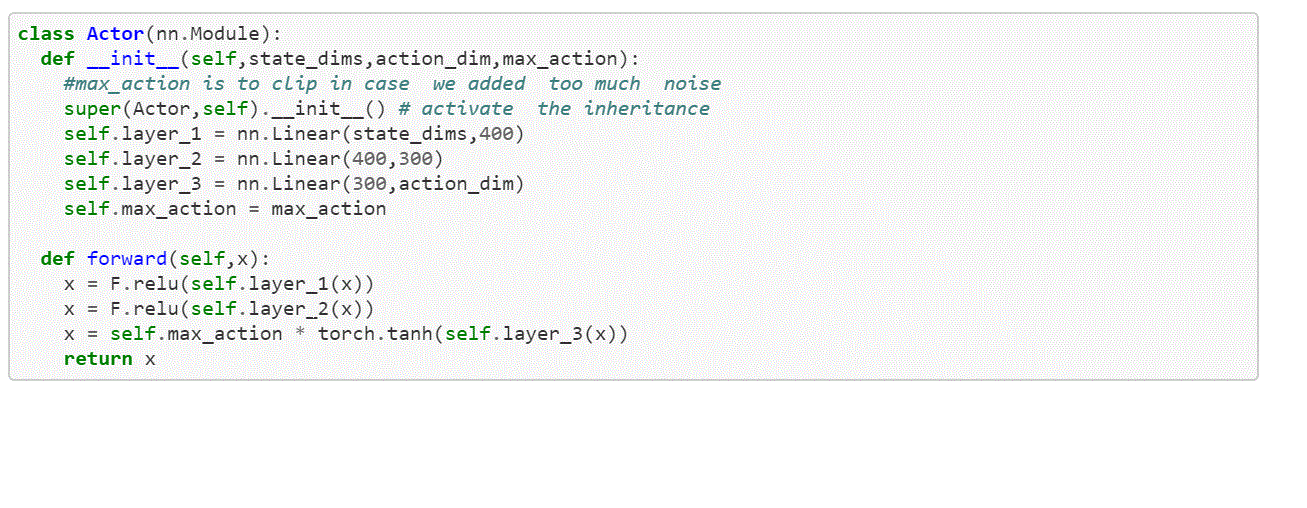 class Actor(nn.Module):
  def __init__(self,state_dims,action_dim,max_action):
    #max_action is to clip in case  we added  too much  noise
    super(Actor,self).__init__() # activate  the inheritance
    self.layer_1 = nn.Linear(state_dims,400)
    self.layer_2 = nn.Linear(400,300)
    self.layer_3 = nn.Linear(300,action_dim)
    self.max_action = max_action

  def forward(self,x):
    x = F.relu(self.layer_1(x))
    x = F.relu(self.layer_2(x))
    x = self.max_action * torch.tanh(self.layer_3(x))
    return x